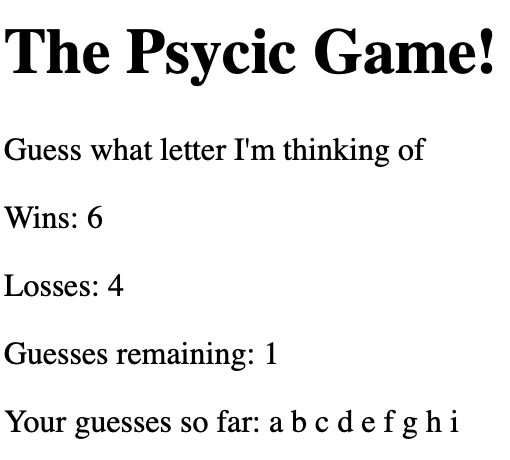 The Psycic Game!
Guess what letter I'm thinking of
Wins: 6
Losses: 4
Guesses remaining: 1
Your guesses so far: a b c d e f g h i